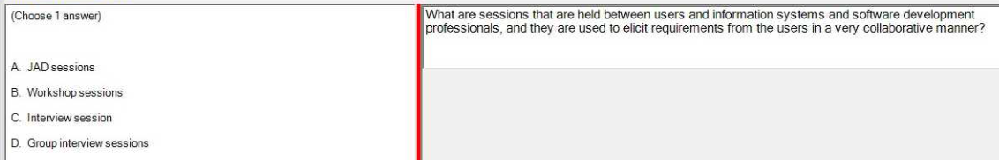 (Choose 1 answer)
A. JAD sessions
B. Workshop sessions
C. Interview session
D. Group interview sessions
What are sessions that are held between users and information systems and software development
professionals, and they are used to elicit requirements from the users in a very collaborative manner?